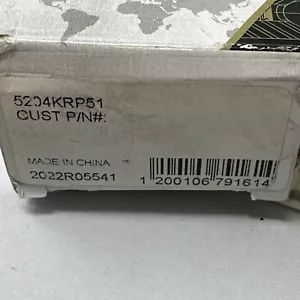 5204KRP51
CUST P/N#:
MADE IN CHINA
2022R05541
1 200106 791614